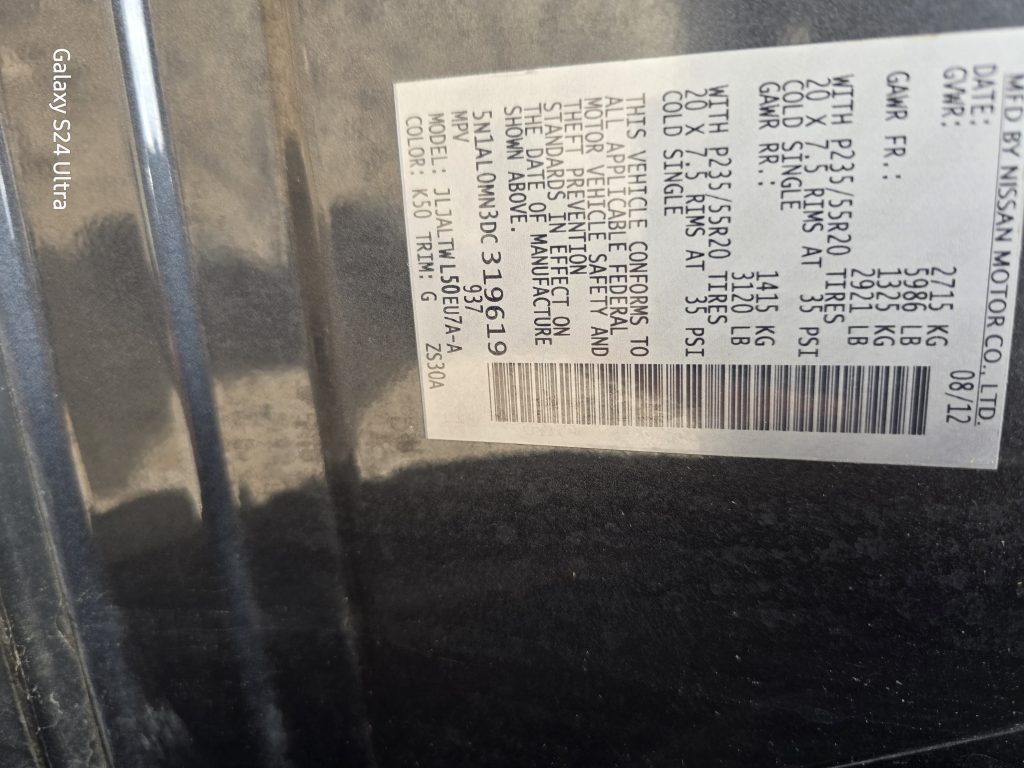 MFD BY NISSAN MOTOR CO., LTD.
DATE: 08/12
GVWR: 2715 KG
5986 LB
GAWR FR.: 1325 KG
2921 LB
WITH P235/55R20 TIRES
20 X 7.5 RIMS AT 35 PSI
COLD SINGLE
GAWR RR.: 1415 KG
3120 LB
WITH P235/55R20 TIRES
20 X 7.5 RIMS AT 35 PSI
COLD SINGLE
THIS VEHICLE CONFORMS TO
ALL APPLICABLE FEDERAL
MOTOR VEHICLE SAFETY AND
THEFT PREVENTION
STANDARDS IN EFFECT ON
THE DATE OF MANUFACTURE
SHOWN ABOVE.
5N1AL0MN3DC319619
MPV 937
MODEL: JLJALTWL50EU7A-A
COLOR: K50 TRIM: G ZS30A
Galaxy S24 Ultra